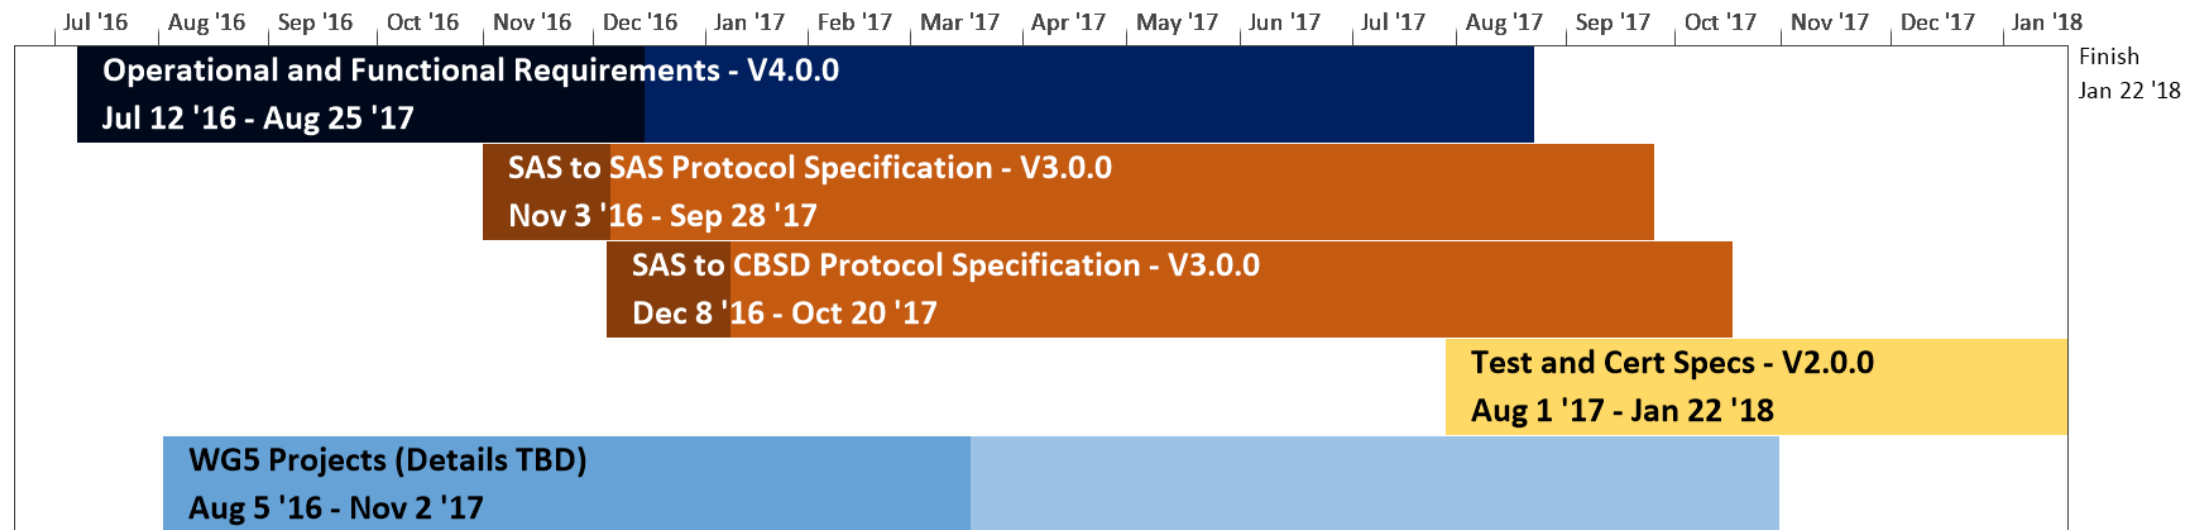 Jul '16 Aug '16 Sep '16 Oct '16 Nov '16 Dec '16 Jan '17 Feb '17 Mar '17 Apr '17 May '17 Jun '17 Jul '17 Aug '17 Sep '17 Oct '17 Nov '17 Dec '17 Jan '18
Finish
Jan 22 '18
Operational and Functional Requirements - V4.0.0
Jul 12 '16 - Aug 25 '17
SAS to SAS Protocol Specification - V3.0.0
Nov 3 '16 - Sep 28 '17
SAS to CBSD Protocol Specification - V3.0.0
Dec 8 '16 - Oct 20 '17
Test and Cert Specs - V2.0.0
Aug 1 '17 - Jan 22 '18
WG5 Projects (Details TBD)
Aug 5 '16 - Nov 2 '17